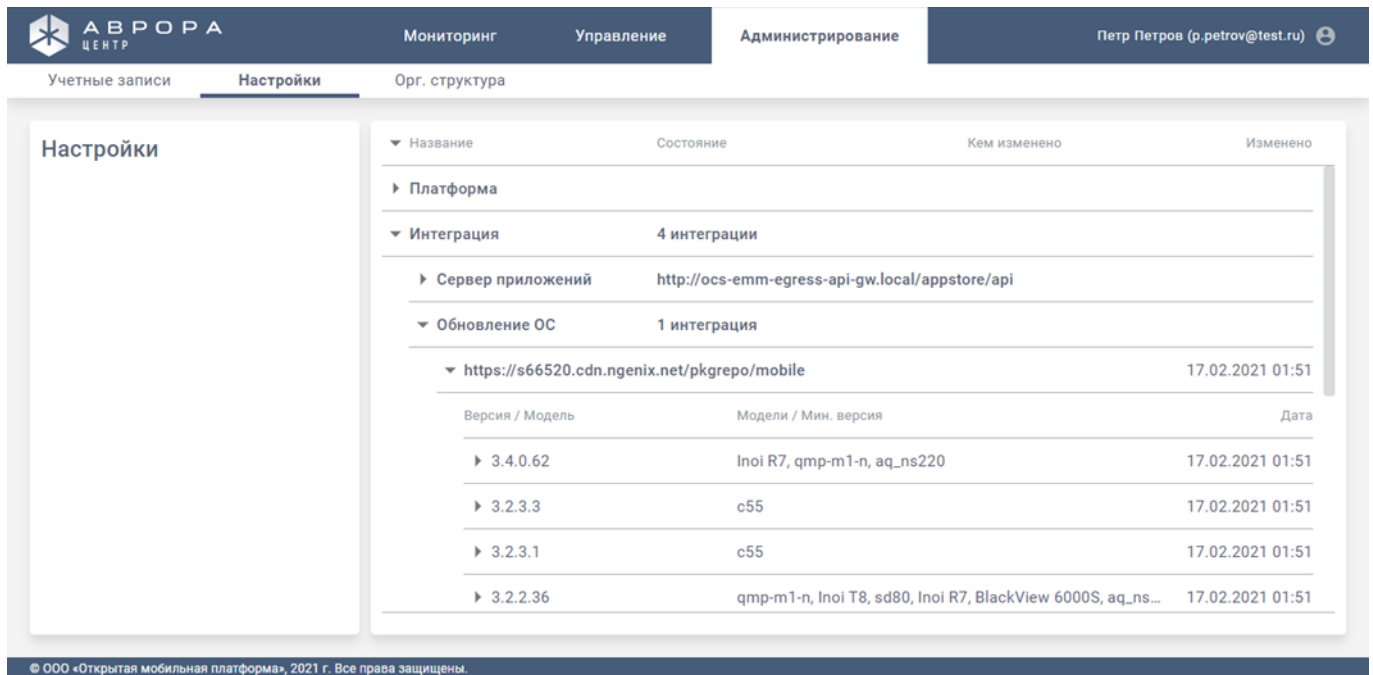 АВРОРА
ЦЕНТР
Мониторинг Управление Администрирование Петр Петров (p.petrov@test.ru)
Учетные записи Настройки Орг. структура
Настройки
Название Состояние Кем изменено Изменено
Платформа
Интеграция 4 интеграции
Сервер приложений http://ocs-emm-egress-api-gw.local/appstore/api
Обновление ОС 1 интеграция
https://s66520.cdn.ngenix.net/pkgrepo/mobile 17.02.2021 01:51
Версия / Модель Модели / Мин. версия Дата
3.4.0.62 Inoi R7, qmp-m1-n, aq_ns220 17.02.2021 01:51
3.2.3.3 c55 17.02.2021 01:51
3.2.3.1 c55 17.02.2021 01:51
3.2.2.36 qmp-m1-n, Inoi T8, sd80, Inoi R7, BlackView 6000S, aq_ns... 17.02.2021 01:51
© ООО «Открытая мобильная платформа», 2021 г. Все права защищены.